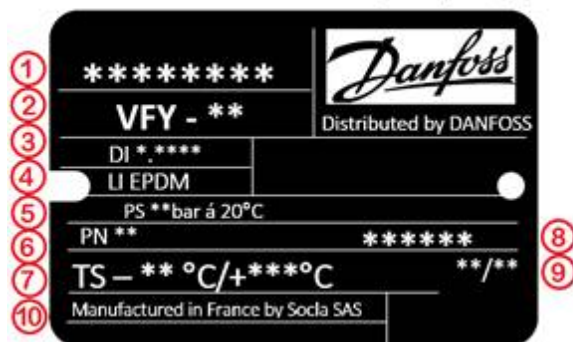 Danfoss
① ********
② VFY - **
Distributed by DANFOSS
③ DI *.****
④ LI EPDM
⑤ PS **bar á 20°C
⑥ PN ** ****** ⑧
⑦ TS – ** °C/+***°C **/** ⑨
⑩ Manufactured in France by Socla SAS